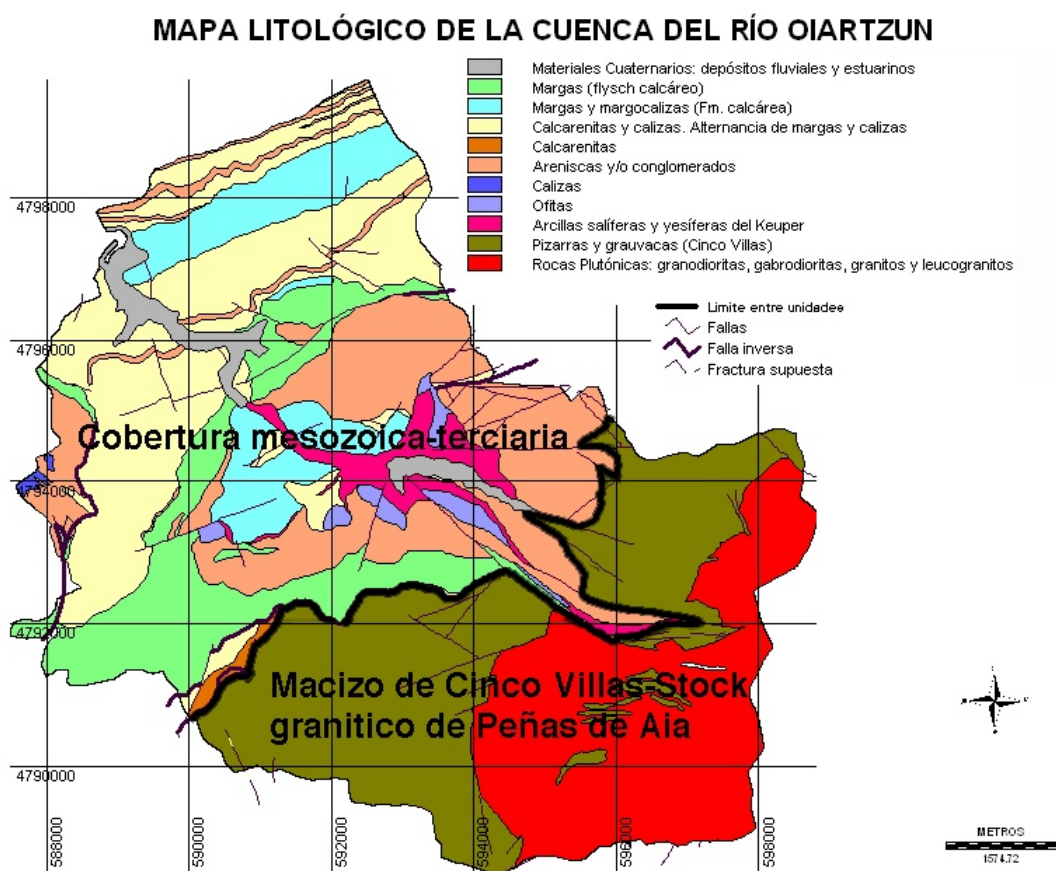 MAPA LITOLÓGICO DE LA CUENCA DEL RÍO OIARTZUN
Materiales Cuaternarios: depósitos fluviales y estuarinos
Margas (flysch calcáreo)
Margas y margocalizas (Fm. calcárea)
Calcarenitas y calizas. Alternancia de margas y calizas
Calcarenitas
Areniscas y/o conglomerados
Calizas
Ofitas
Arcillas salíferas y yesíferas del Keuper
Pizarras y grauvacas (Cinco Villas)
Rocas Plutónicas: granodioritas, gabrodioritas, granitos y leucogranitos
Limite entre unidadee
Fallas
Falla inversa
Fractura supuesta
4798000
4796000
Cobertura mesozoica-terciaria
4794000
4792000
Macizo de Cinco Villas-Stock
granitico de Peñas de Aia
4790000
588000
590000
592000
594000
596000
598000
METROS
1574.72